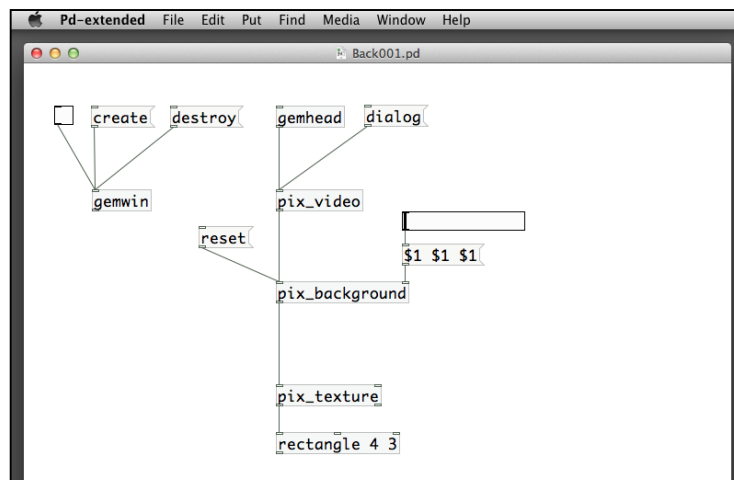 Pd-extended File Edit Put Find Media Window Help
Back001.pd
create destroy gemhead dialog
gemwin pix_video
reset
$1 $1 $1
pix_background
pix_texture
rectangle 4 3